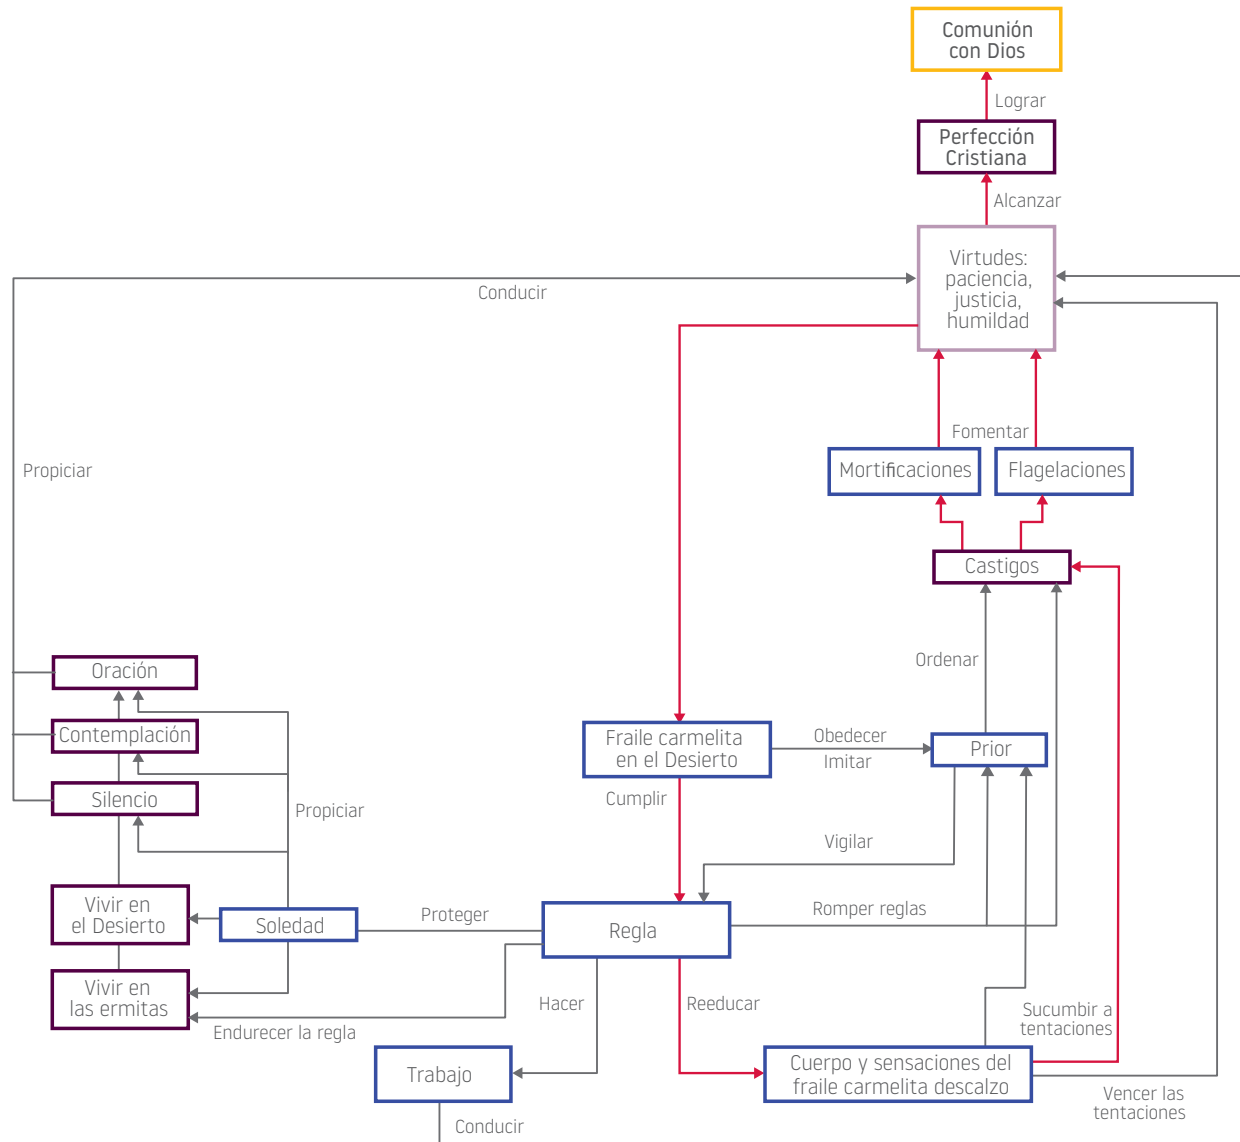 Comunión
con Dios
Lograr
Perfección
Cristiana
Alcanzar
Virtudes:
paciencia,
justicia,
humildad
Conducir
Fomentar
Propiciar
Mortificaciones
Flagelaciones
Castigos
Ordenar
Oración
Contemplación
Silencio
Propiciar
Fraile carmelita
en el Desierto
Obedecer
Imitar
Prior
Cumplir
Vigilar
Vivir en
el Desierto
Soledad
Proteger
Regla
Romper reglas
Vivir en
las ermitas
Endurecer la regla
Hacer
Reeducar
Sucumbir a
tentaciones
Trabajo
Cuerpo y sensaciones del
fraile carmelita descalzo
Vencer las
tentaciones
Conducir